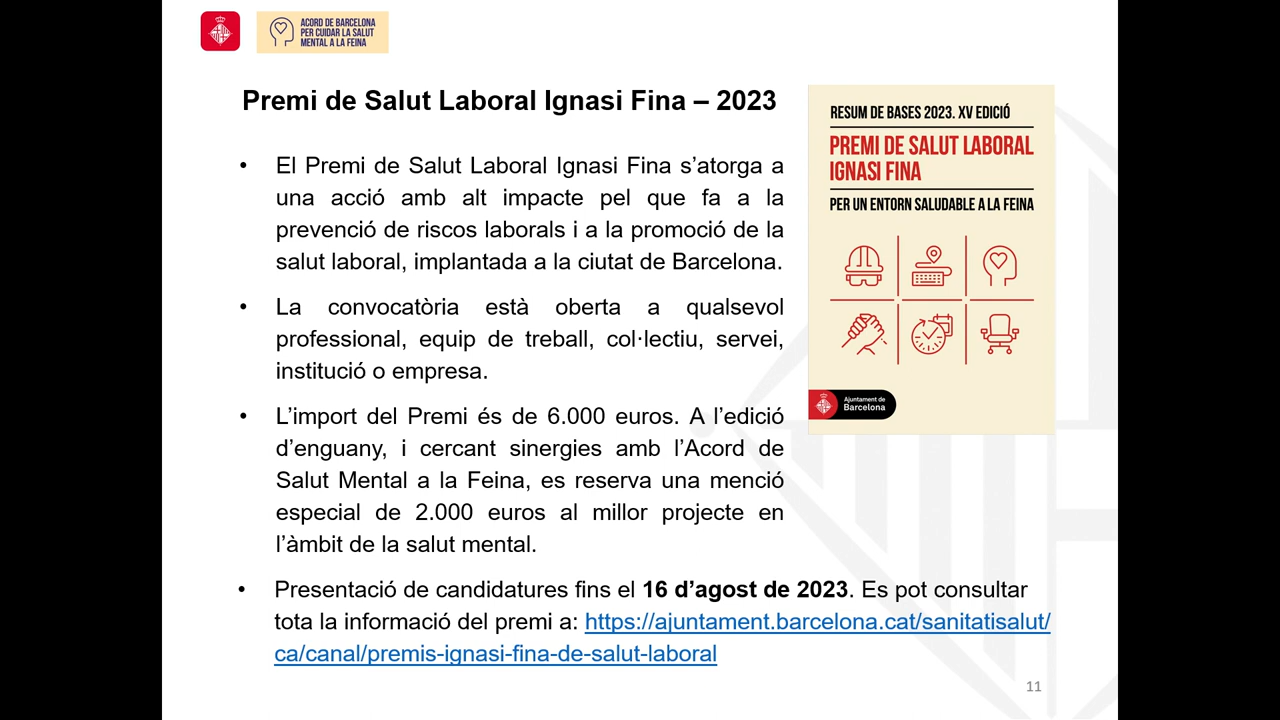 ACORD DE BARCELONA
PER CUIDAR LA SALUT
MENTAL A LA FEINA
Premi de Salut Laboral Ignasi Fina – 2023
• El Premi de Salut Laboral Ignasi Fina s’atorga a
una acció amb alt impacte pel que fa a la
prevenció de riscos laborals i a la promoció de la
salut laboral, implantada a la ciutat de Barcelona.
• La convocatòria està oberta a qualsevol
professional, equip de treball, col·lectiu, servei,
institució o empresa.
• L’import del Premi és de 6.000 euros. A l’edició
d’enguany, i cercant sinergies amb l’Acord de
Salut Mental a la Feina, es reserva una menció
especial de 2.000 euros al millor projecte en
l’àmbit de la salut mental.
• Presentació de candidatures fins el 16 d’agost de 2023. Es pot consultar
tota la informació del premi a: https://ajuntament.barcelona.cat/sanitatisalut/
ca/canal/premis-ignasi-fina-de-salut-laboral
RESUM DE BASES 2023. XV EDICIÓ
PREMI DE SALUT LABORAL
IGNASI FINA
PER UN ENTORN SALUDABLE A LA FEINA
Ajuntament de
Barcelona
11